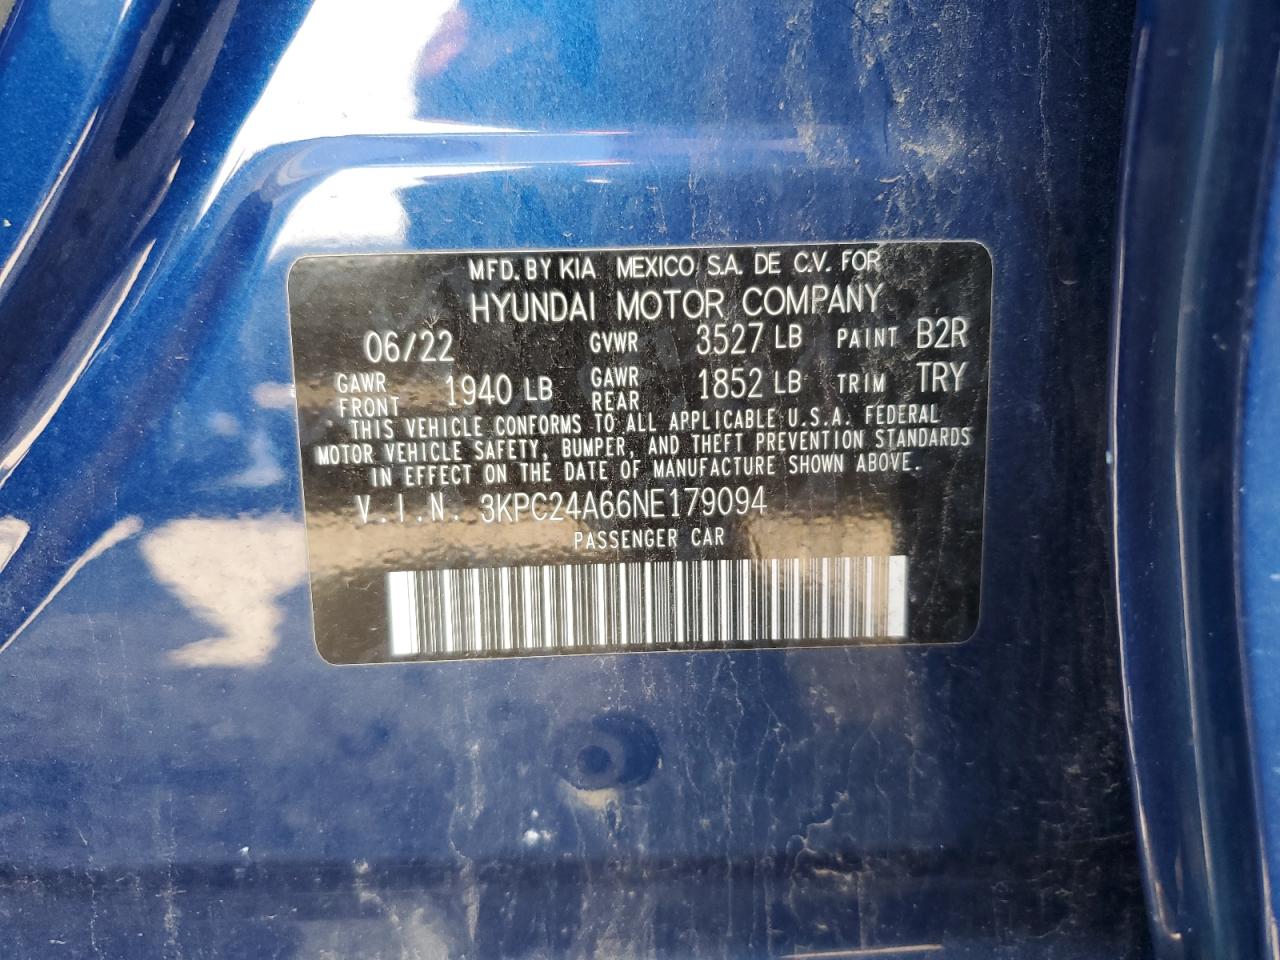 MFD. BY KIA MEXICO S.A. DE C.V. FOR
HYUNDAI MOTOR COMPANY
06/22 GVWR 3527 LB PAINT B2R
GAWR FRONT 1940 LB GAWR REAR 1852 LB TRIM TRY
THIS VEHICLE CONFORMS TO ALL APPLICABLE U.S.A. FEDERAL
MOTOR VEHICLE SAFETY, BUMPER, AND THEFT PREVENTION STANDARDS
IN EFFECT ON THE DATE OF MANUFACTURE SHOWN ABOVE.
V.I.N. 3KPC24A66NE179094
PASSENGER CAR